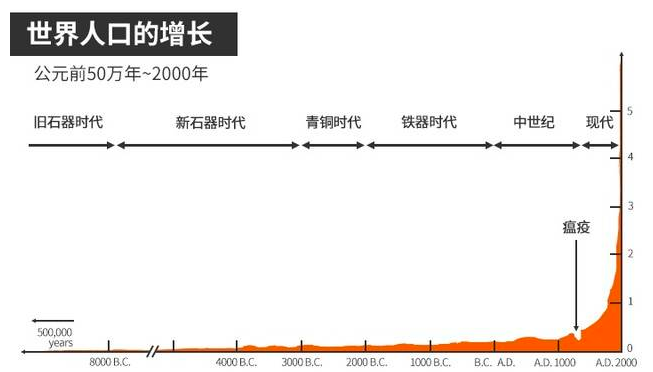 世界人口的增长
公元前50万年~2000年
旧石器时代
新石器时代
青铜时代
铁器时代
中世纪
现代
5
4
3
2
1
0
瘟疫
500,000
years
8000 B.C.
4000 B.C.
3000 B.C.
2000 B.C.
1000 B.C.
B.C. A.D.
A.D. 1000
A.D. 2000